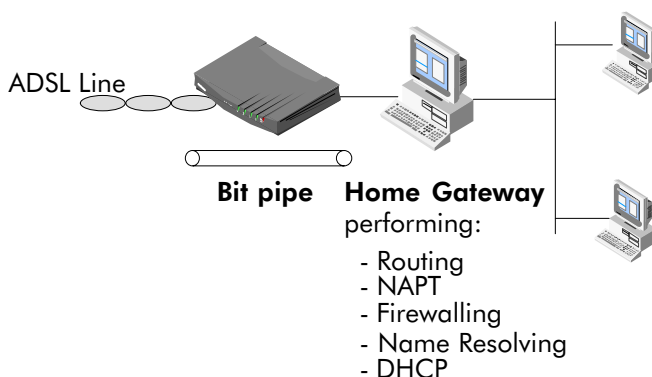 ADSL Line
Bit pipe
Home Gateway
performing:
- Routing
- NAPT
- Firewalling
- Name Resolving
- DHCP